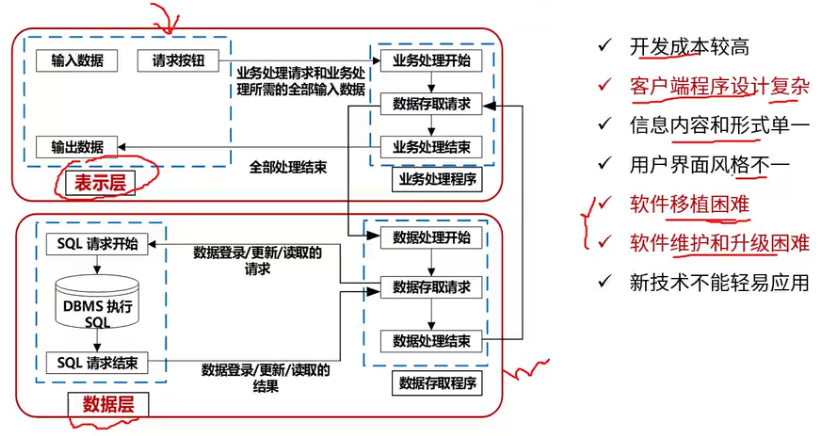 输入数据
请求按钮
业务处理请求和业务处
理所需的全部输入数据
业务处理开始
数据存取请求
业务处理结束
业务处理程序
输出数据
全部处理结束
表示层
SQL 请求开始
DBMS 执行
SQL
SQL 请求结束
数据登录/更新/读取的
请求
数据登录/更新/读取的
结果
数据处理开始
数据存取请求
数据处理结束
数据存取程序
数据层
✓ 开发成本较高
✓ 客户端程序设计复杂
✓ 信息内容和形式单一
✓ 用户界面风格不一
✓ 软件移植困难
✓ 软件维护和升级困难
✓ 新技术不能轻易应用